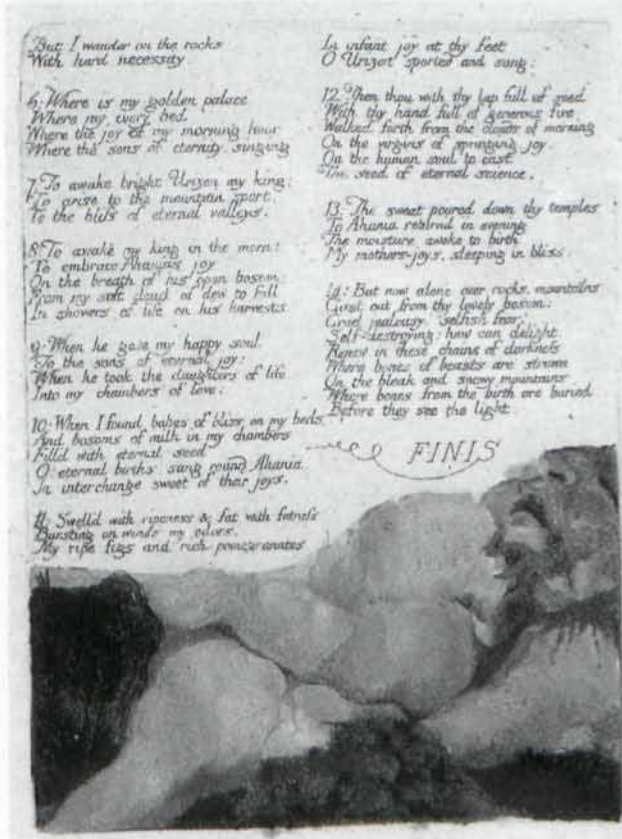 But I wander on the rocks
With hard necessity
6: Where is my golden palace
Where my ivory bed
Where the joy of my morning hour
Where the sons of eternity, singing
7. To awake bright Urizen my king:
To arise to the mountain sport,
To the bliss of eternal valleys.
8: To awake my king in the morn:
To embrace Ahanias joy
On the breath of his open bosom:
From my soft cloud of dew to fall
In showers of life on his harvests
9: When he gave my happy soul
To the sons of eternal joy:
When he took the daughters of life.
Into my chambers of love:
10: When I found babes of bliss on my beds.
And bosoms of milk in my chambers
Fill'd with eternal seed
O! eternal births sung round Ahania
In interchange sweet of their joys.
11: Swell'd with ripeness & fat with fatness
Bursting on winds my odors,
My ripe figs and rich pomegranates
In infant joy at thy feet
O Urizen, sported and sang;
12: Then thou with thy lap full of seed
With thy hand full of generous fire
Walked forth from the clouds of morning
On the virgins of springing joy,
On the human soul to cast
The seed of eternal science.
13: The sweat poured down thy temples
To Ahania return'd in evening
The moisture awoke to birth
My mothers-joys, sleeping in bliss.
14: But now alone over rocks, mountains
Cast out from thy lovely bosom:
Cruel jealousy! selfish fear!
Self-destroying: how can delight,
Renew in these chains of darkness
Where bones of beasts are strown
On the bleak and snowy mountains
Where bones from the birth are buried
Before they see the light.
FINIS